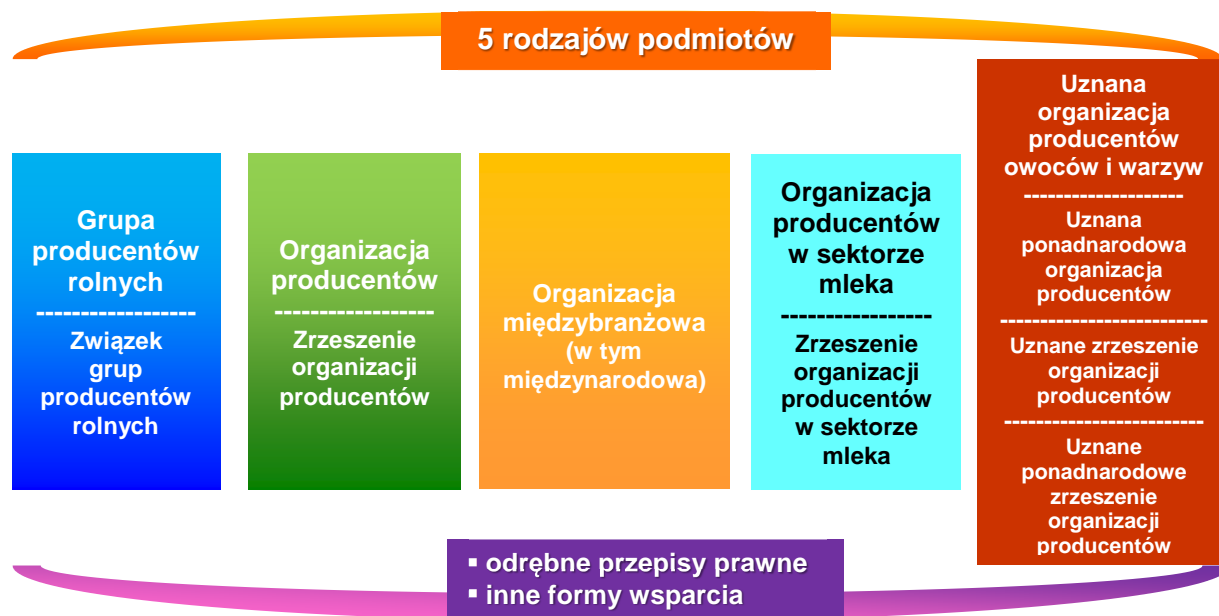 5 rodzajów podmiotów
Grupa
producentów
rolnych
------------------
Związek
grup
producentów
rolnych
Organizacja
producentów
------------------
Zrzeszenie
organizacji
producentów
Organizacja
międzybranżowa
(w tym
międzynarodowa)
Organizacja
producentów
w sektorze
mleka
-----------------
Zrzeszenie
organizacji
producentów
w sektorze
mleka
Uznana
organizacja
producentów
owoców i warzyw
--------------------
Uznana
ponadnarodowa
organizacja
producentów
--------------------------
Uznane zrzeszenie
organizacji
producentów
-------------------------
Uznane
ponadnarodowe
zrzeszenie
organizacji
producentów
▪ odrębne przepisy prawne
▪ inne formy wsparcia